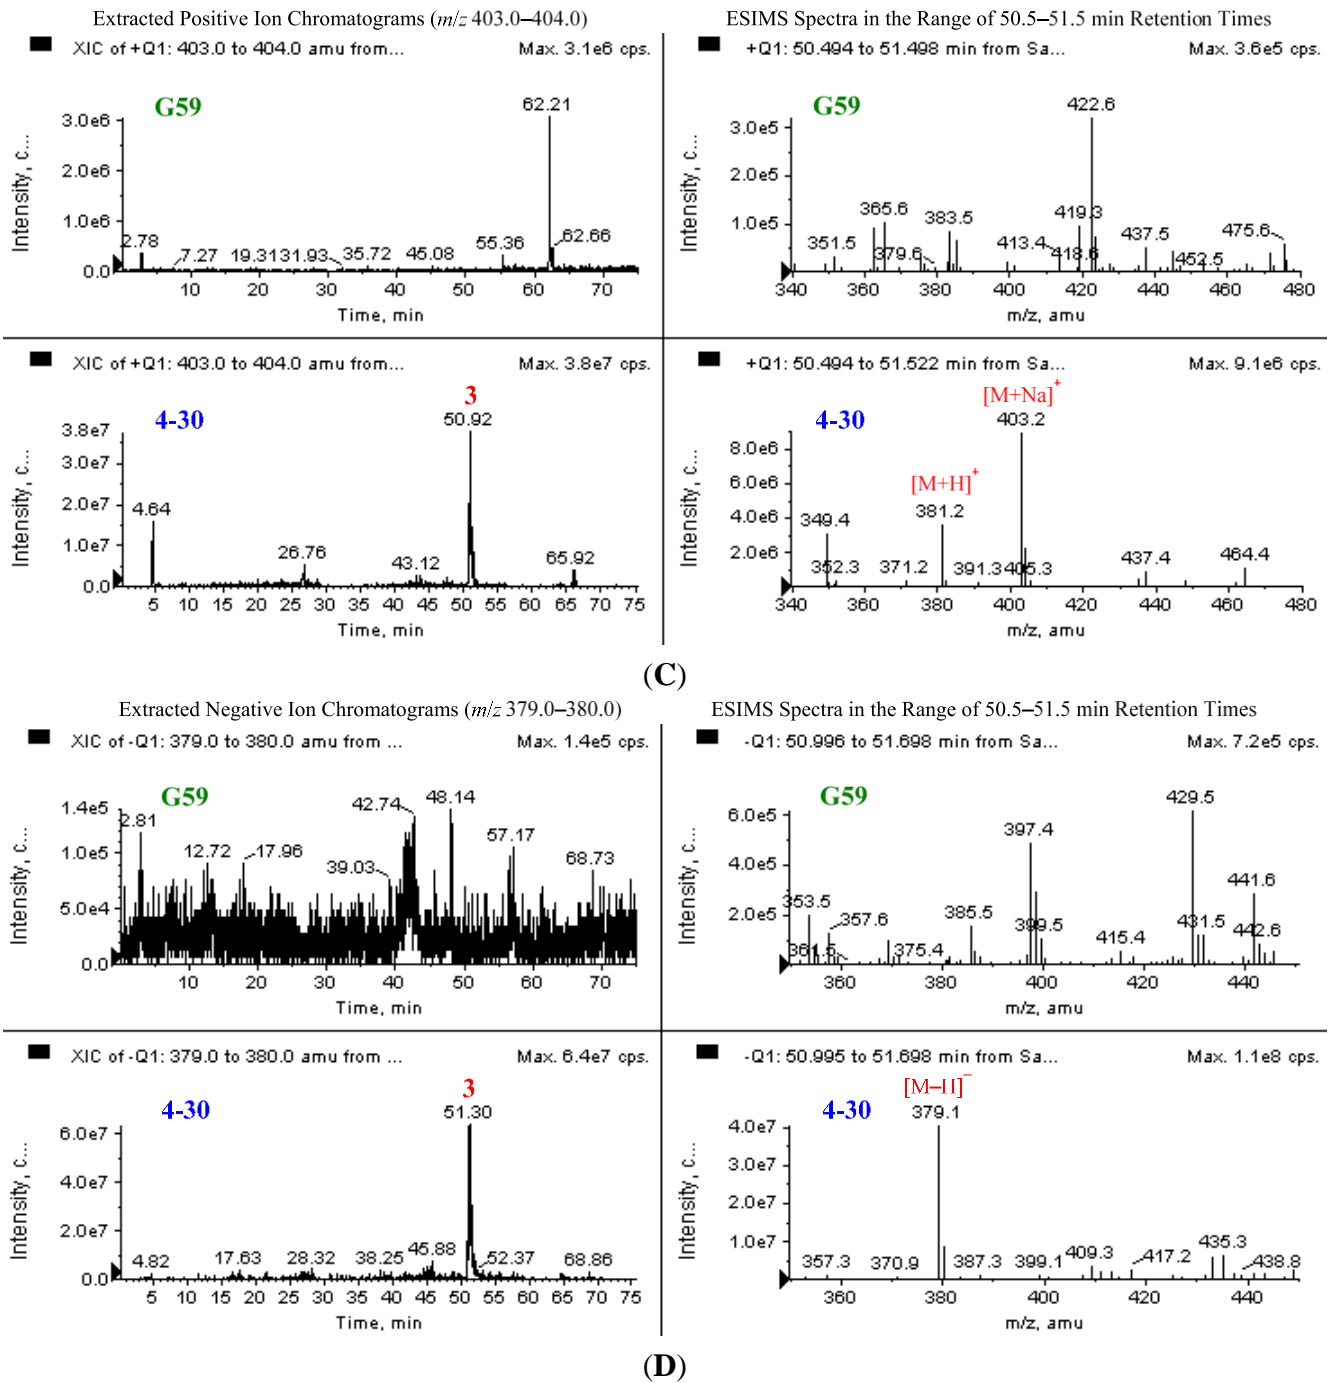 Extracted Positive Ion Chromatograms (m/z 403.0–404.0)
XIC of +Q1: 403.0 to 404.0 amu from...
Max. 3.1e6 cps.
G59
Intensity, c...
3.0e6
2.0e6
1.0e6
0.0
2.78
7.27
19.31
31.93
35.72
45.08
55.36
62.21
62.66
10 20 30 40 50 60 70
Time, min
ESIMS Spectra in the Range of 50.5–51.5 min Retention Times
+Q1: 50.494 to 51.498 min from Sa...
Max. 3.6e5 cps.
G59
Intensity, c...
3.0e5
2.0e5
1.0e5
351.5
365.6
379.6
383.5
413.4
418.6
419.3
422.6
437.5
452.5
475.6
340 360 380 400 420 440 460 480
m/z, amu
XIC of +Q1: 403.0 to 404.0 amu from...
Max. 3.8e7 cps.
4-30
3
Intensity, c...
3.8e7
3.0e7
2.0e7
1.0e7
0.0
4.64
26.76
43.12
50.92
65.92
5 10 15 20 25 30 35 40 45 50 55 60 65 70 75
Time, min
+Q1: 50.494 to 51.522 min from Sa...
Max. 9.1e6 cps.
4-30
[M+Na]+
[M+H]+
Intensity, c...
8.0e6
6.0e6
4.0e6
2.0e6
349.4
352.3
371.2
381.2
391.3
403.2
405.3
437.4
464.4
340 360 380 400 420 440 460 480
m/z, amu
(C)
Extracted Negative Ion Chromatograms (m/z 379.0–380.0)
XIC of -Q1: 379.0 to 380.0 amu from ...
Max. 1.4e5 cps.
G59
Intensity, c...
1.4e5
1.0e5
5.0e4
0.0
2.81
12.72
17.96
39.03
42.74
48.14
57.17
68.73
10 20 30 40 50 60 70
Time, min
ESIMS Spectra in the Range of 50.5–51.5 min Retention Times
-Q1: 50.996 to 51.698 min from Sa...
Max. 7.2e5 cps.
G59
Intensity, c...
6.0e5
4.0e5
2.0e5
353.5
361.5
357.6
375.4
385.5
397.4
399.5
415.4
429.5
431.5
441.6
442.6
360 380 400 420 440
m/z, amu
XIC of -Q1: 379.0 to 380.0 amu from ...
Max. 6.4e7 cps.
4-30
3
Intensity, c...
6.0e7
4.0e7
2.0e7
0.0
4.82
17.63
28.32
38.25
45.88
51.30
52.37
68.86
5 10 15 20 25 30 35 40 45 50 55 60 65 70 75
Time, min
-Q1: 50.995 to 51.698 min from Sa...
Max. 1.1e8 cps.
4-30
[M–H]−
Intensity, c...
4.0e7
3.0e7
2.0e7
1.0e7
357.3
370.9
379.1
387.3
399.1
409.3
417.2
435.3
438.8
360 380 400 420 440
m/z, amu
(D)